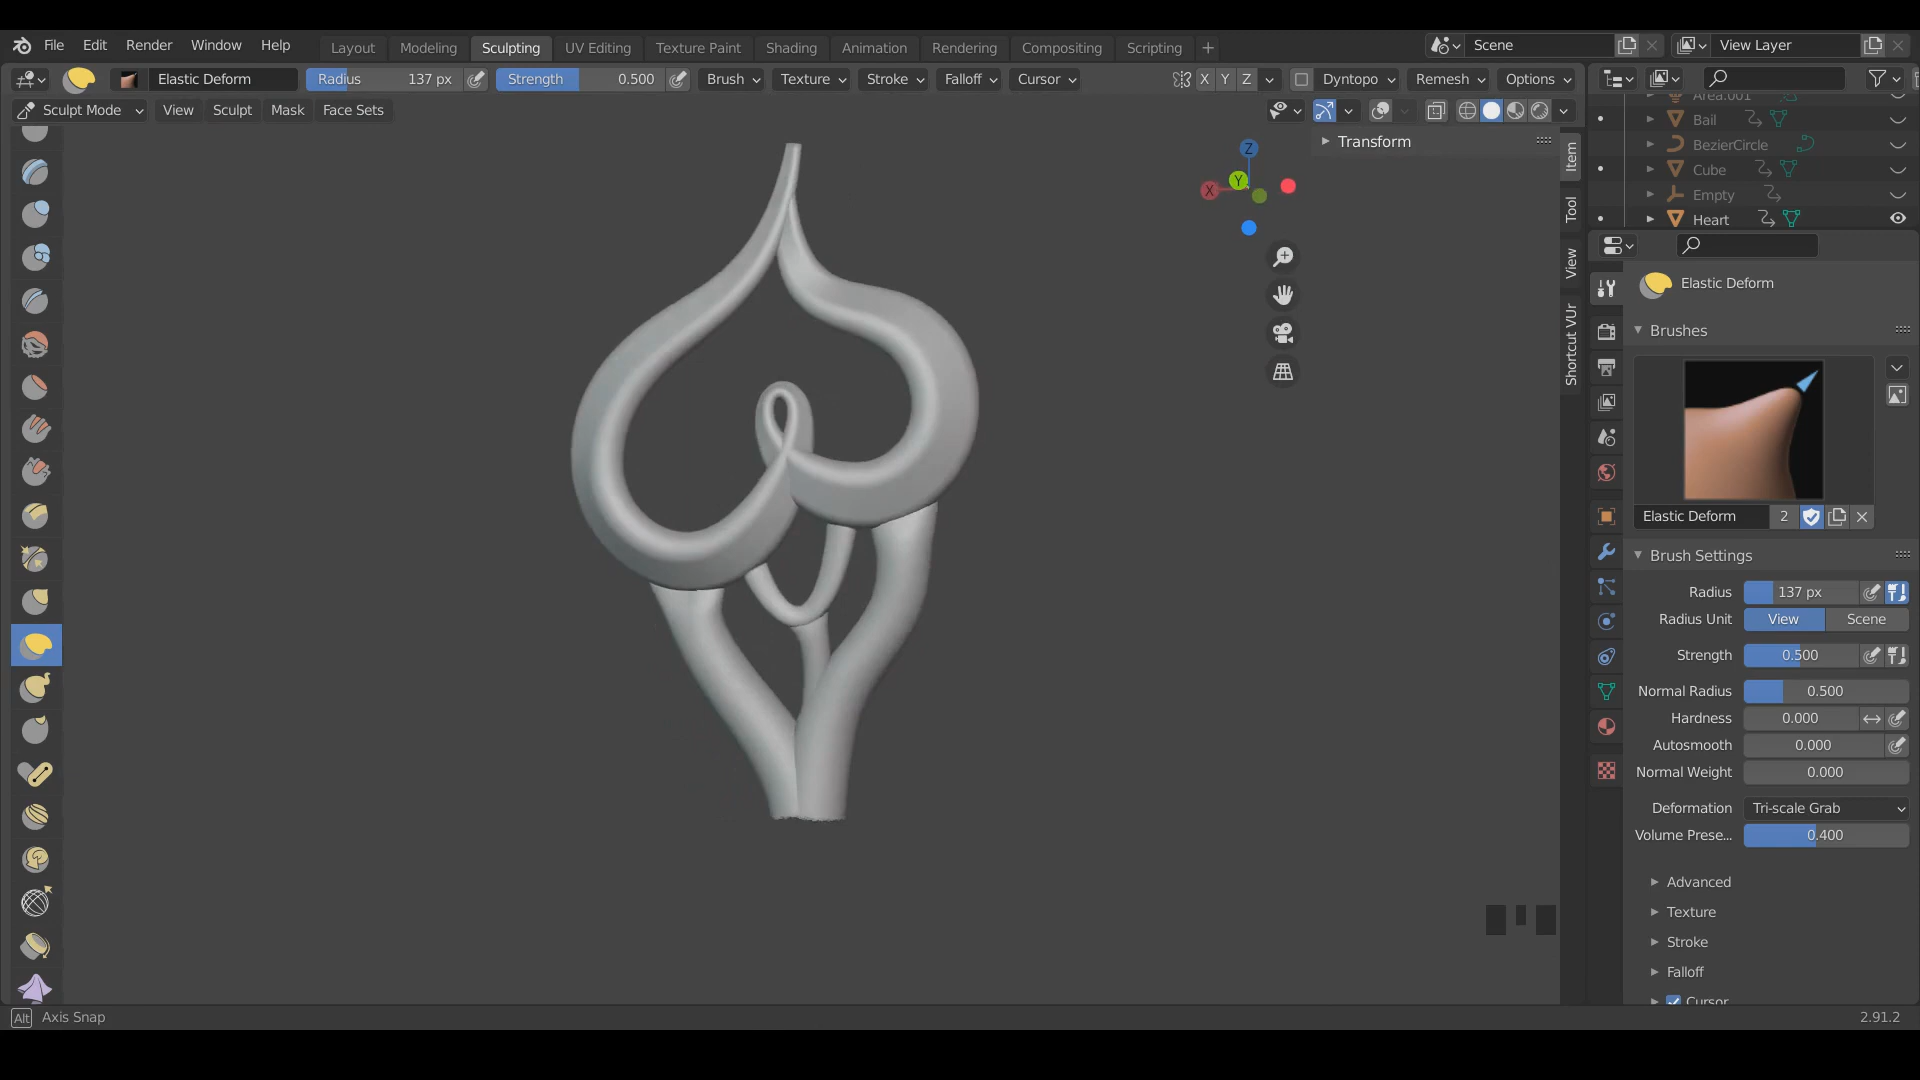 File Edit Render Window Help Layout Modeling Sculpting UV Editing Texture Paint Shading Animation Rendering Compositing Scripting + Scene View Layer
Elastic Deform Radius 137 px Strength 0.500 Brush Texture Stroke Falloff Cursor X Y Z Dyntopo Remesh Options
Sculpt Mode View Sculpt Mask Face Sets
Area.001
Bail
BezierCircle
Cube
Empty
Heart
Transform
Z
Y
X
Item
Tool
View
Shortcut VUr
Elastic Deform
Brushes
Elastic Deform 2
Brush Settings
Radius 137 px
Radius Unit View Scene
Strength 0.500
Normal Radius 0.500
Hardness 0.000
Autosmooth 0.000
Normal Weight 0.000
Deformation Tri-scale Grab
Volume Prese... 0.400
Advanced
Texture
Stroke
Falloff
Cursor
Alt Axis Snap
2.91.2